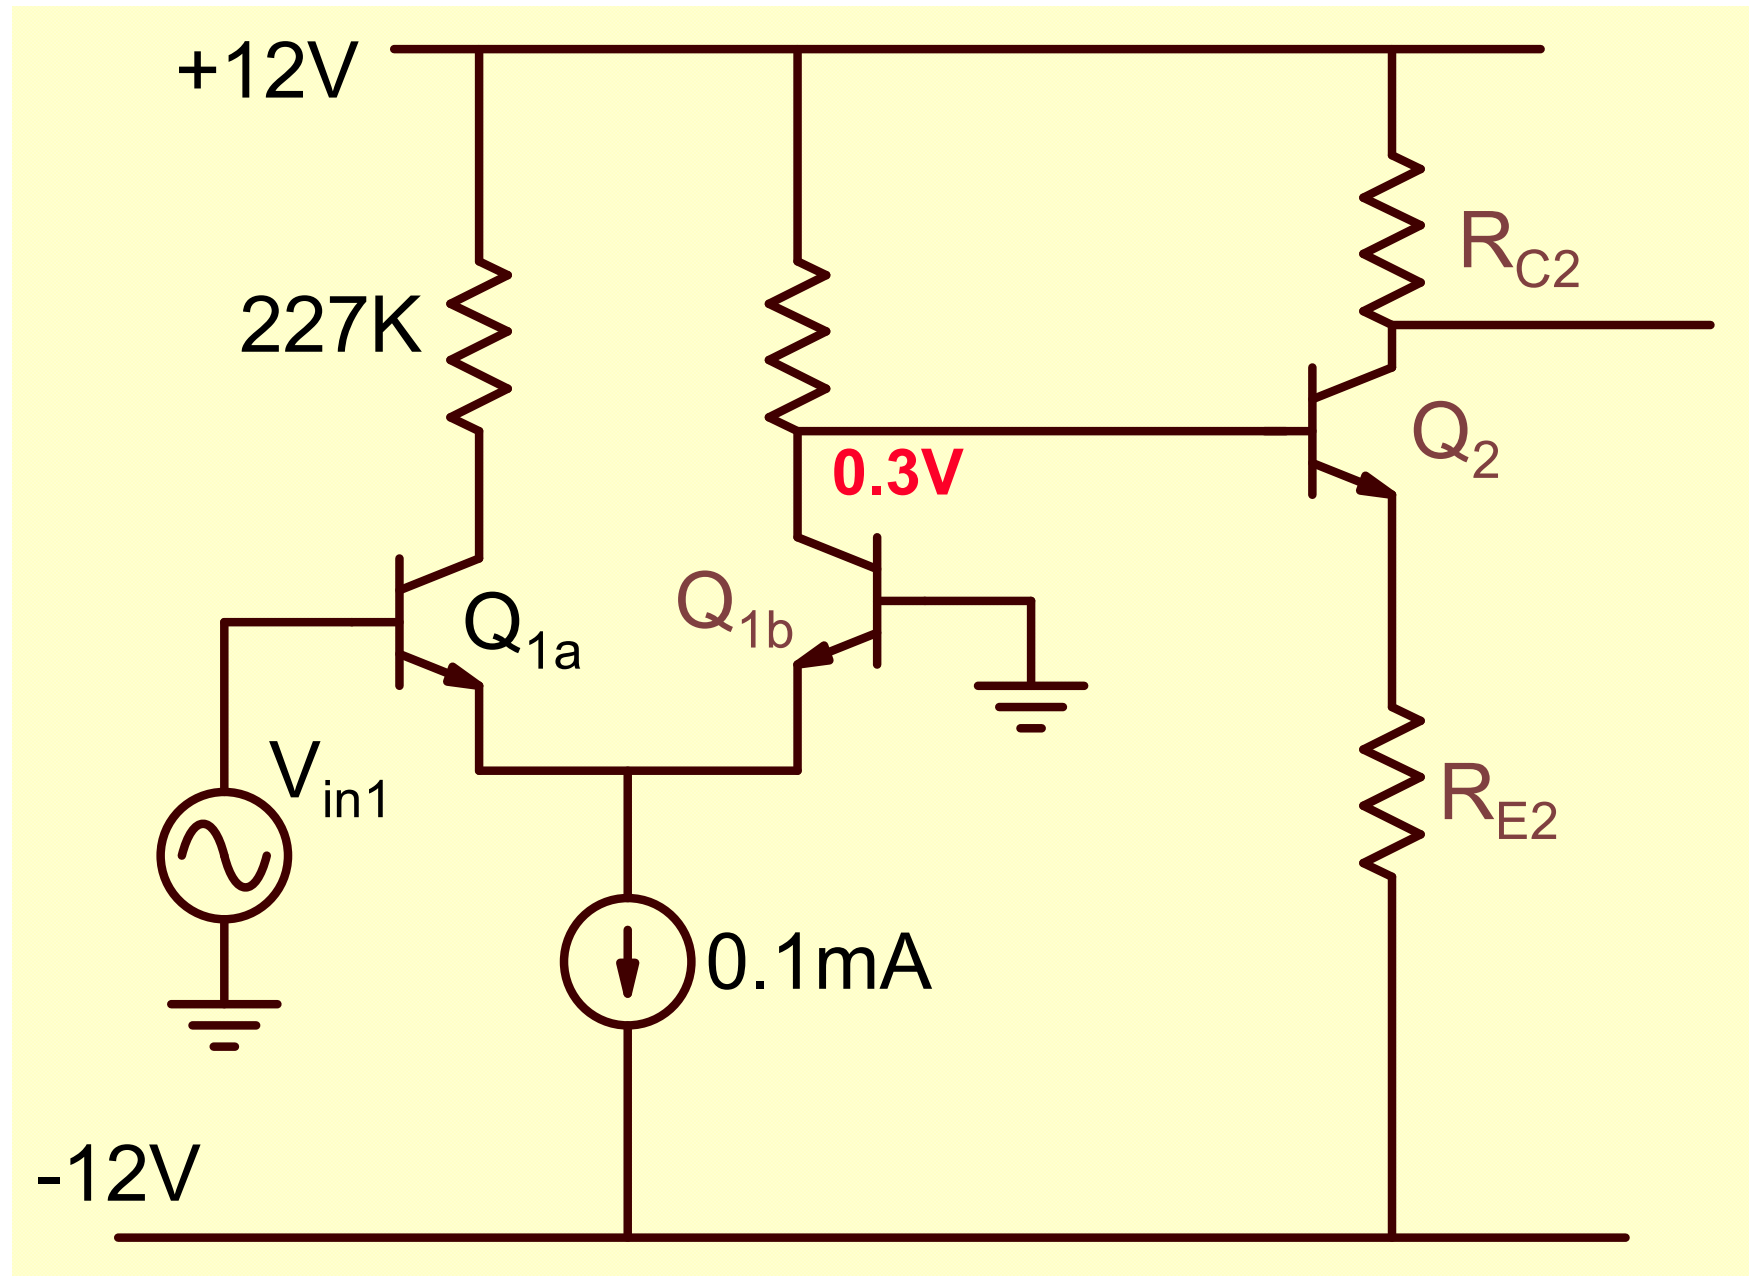 +12V
R_C2
227K
Q_2
0.3V
Q_1a
Q_1b
V_in1
R_E2
0.1mA
-12V